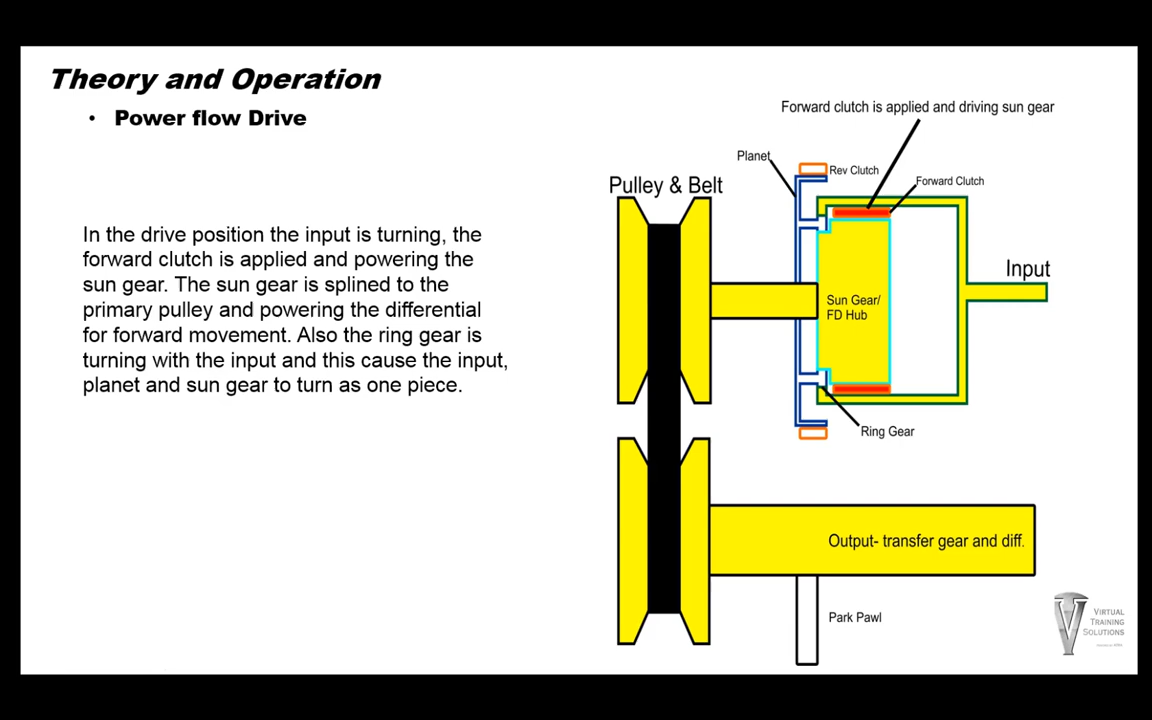 Theory and Operation
• Power flow Drive
In the drive position the input is turning, the
forward clutch is applied and powering the
sun gear. The sun gear is splined to the
primary pulley and powering the differential
for forward movement. Also the ring gear is
turning with the input and this cause the input,
planet and sun gear to turn as one piece.
Forward clutch is applied and driving sun gear
Planet
Rev Clutch
Forward Clutch
Pulley & Belt
Input
Sun Gear/
FD Hub
Ring Gear
Output- transfer gear and diff.
Park Pawl
VIRTUAL
TRAINING
SOLUTIONS